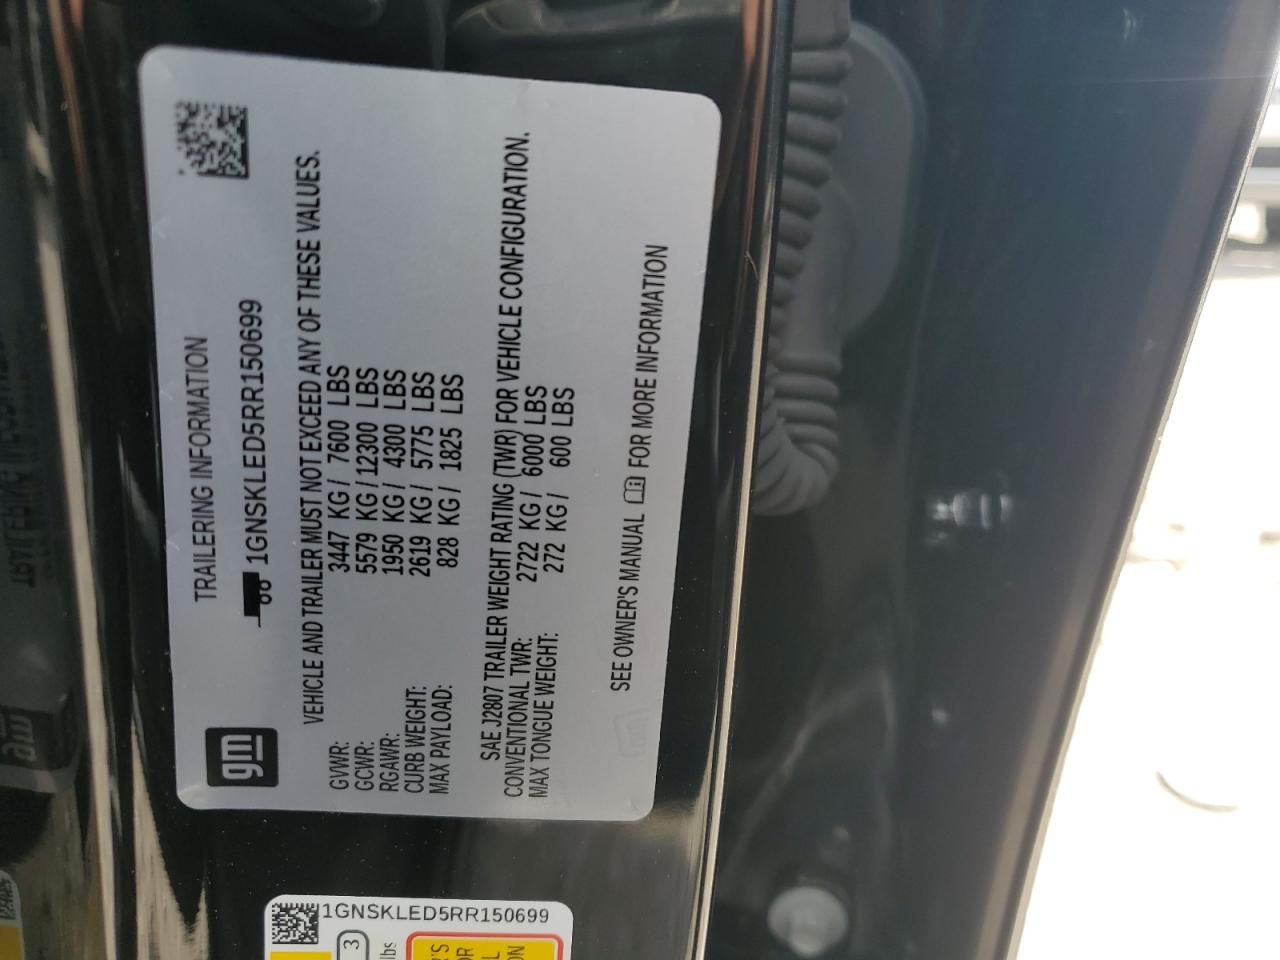 TRAILERING INFORMATION
gm
1GNSKLED5RR150699
VEHICLE AND TRAILER MUST NOT EXCEED ANY OF THESE VALUES.
GVWR: 3447 KG / 7600 LBS
GCWR: 5579 KG / 12300 LBS
RGAWR: 1950 KG / 4300 LBS
CURB WEIGHT: 2619 KG / 5775 LBS
MAX PAYLOAD: 828 KG / 1825 LBS
SAE J2807 TRAILER WEIGHT RATING (TWR) FOR VEHICLE CONFIGURATION.
CONVENTIONAL TWR: 2722 KG / 6000 LBS
MAX TONGUE WEIGHT: 272 KG / 600 LBS
SEE OWNER'S MANUAL FOR MORE INFORMATION
1GNSKLED5RR150699
3
lbs